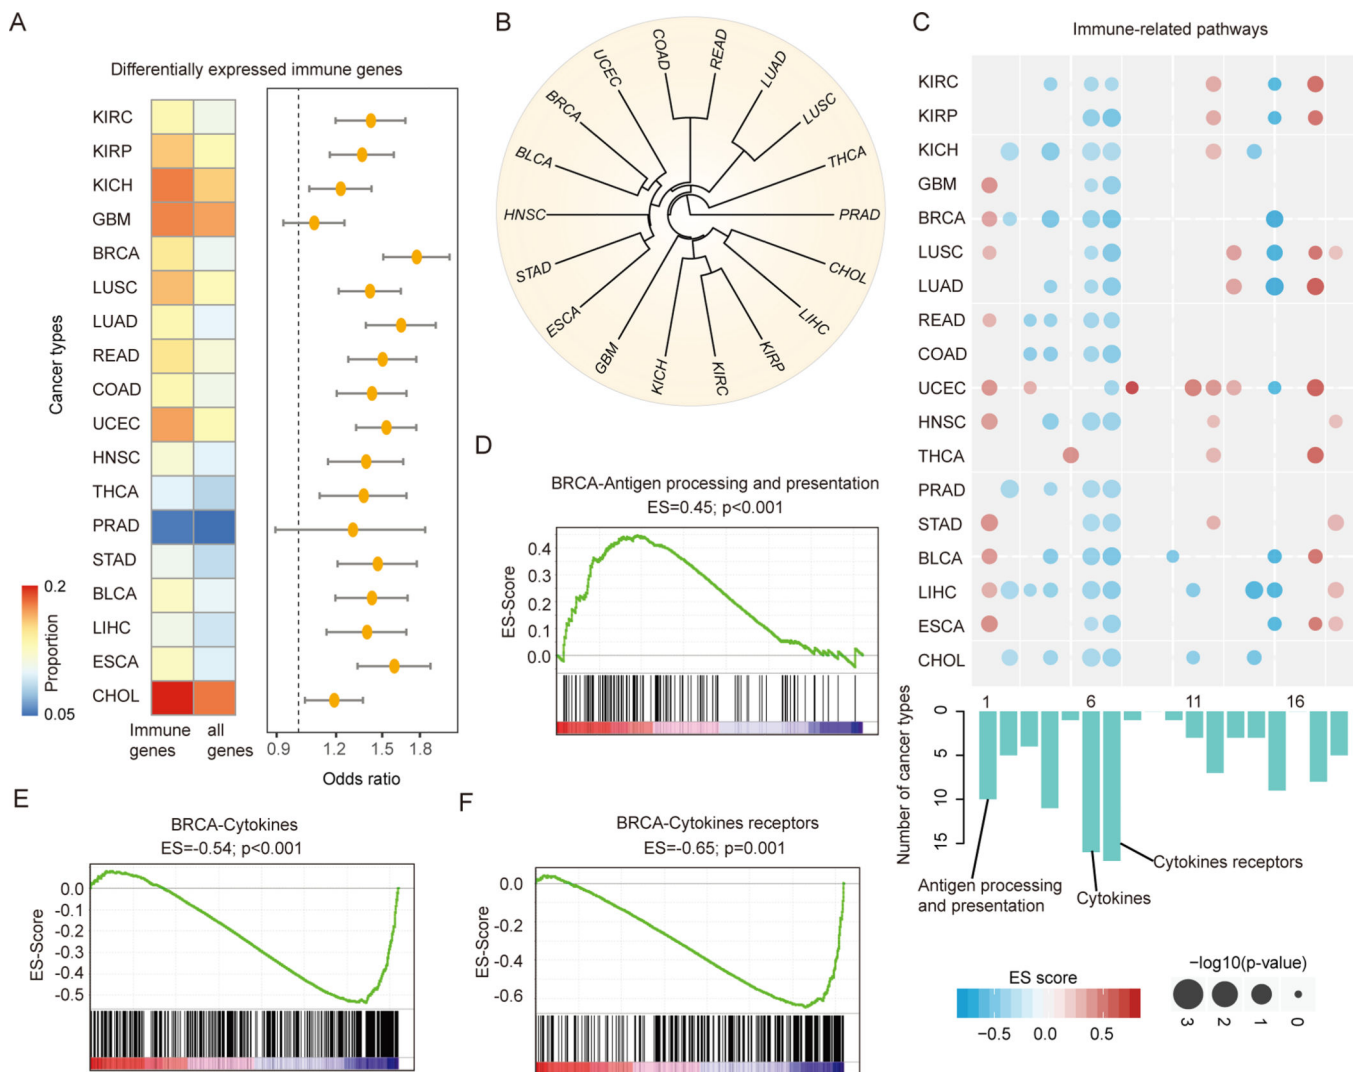 A
Differentially expressed immune genes
Cancer types
KIRC
KIRP
KICH
GBM
BRCA
LUSC
LUAD
READ
COAD
UCEC
HNSC
THCA
PRAD
STAD
BLCA
LIHC
ESCA
CHOL
0.2
Proportion
0.05
Immune genes
all genes
0.9
1.2
1.5
1.8
Odds ratio
B
COAD
READ
LUAD
LUSC
THCA
PRAD
CHOL
LIHC
KIRP
KIRC
KICH
GBM
ESCA
STAD
HNSC
BLCA
BRCA
UCEC
C
Immune-related pathways
KIRC
KIRP
KICH
GBM
BRCA
LUSC
LUAD
READ
COAD
UCEC
HNSC
THCA
PRAD
STAD
BLCA
LIHC
ESCA
CHOL
1
6
11
16
Number of cancer types
0
5
10
15
Antigen processing
and presentation
Cytokines
Cytokines receptors
ES score
−0.5
0.0
0.5
−log10(p-value)
3
2
1
0
D
BRCA-Antigen processing and presentation
ES=0.45; p<0.001
ES-Score
0.4
0.3
0.2
0.1
0.0
E
BRCA-Cytokines
ES=-0.54; p<0.001
ES-Score
0.0
-0.1
-0.2
-0.3
-0.4
-0.5
F
BRCA-Cytokines receptors
ES=-0.65; p=0.001
ES-Score
0.0
-0.2
-0.4
-0.6